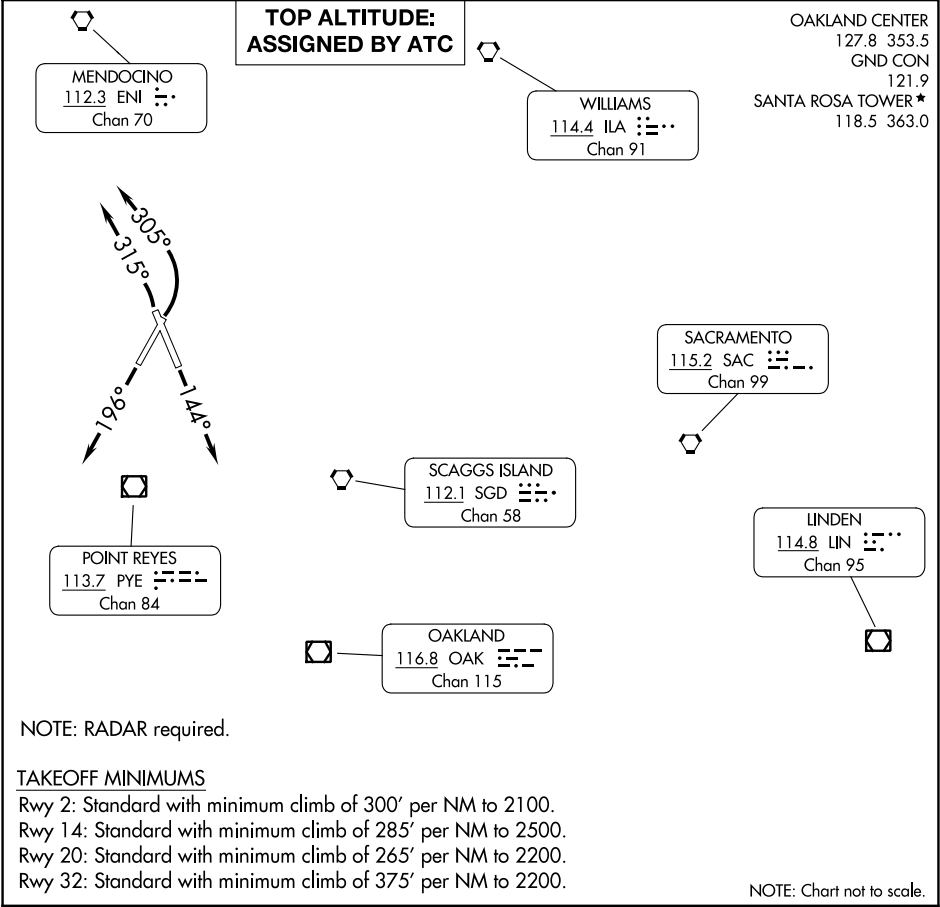 TOP ALTITUDE:
ASSIGNED BY ATC
OAKLAND CENTER
127.8 353.5
GND CON
121.9
SANTA ROSA TOWER★
118.5 363.0
MENDOCINO
112.3 ENI
Chan 70
WILLIAMS
114.4 ILA
Chan 91
305°
315°
196°
144°
SACRAMENTO
115.2 SAC
Chan 99
SCAGGS ISLAND
112.1 SGD
Chan 58
LINDEN
114.8 LIN
Chan 95
POINT REYES
113.7 PYE
Chan 84
OAKLAND
116.8 OAK
Chan 115
NOTE: RADAR required.
TAKEOFF MINIMUMS
Rwy 2: Standard with minimum climb of 300' per NM to 2100.
Rwy 14: Standard with minimum climb of 285' per NM to 2500.
Rwy 20: Standard with minimum climb of 265' per NM to 2200.
Rwy 32: Standard with minimum climb of 375' per NM to 2200.
NOTE: Chart not to scale.